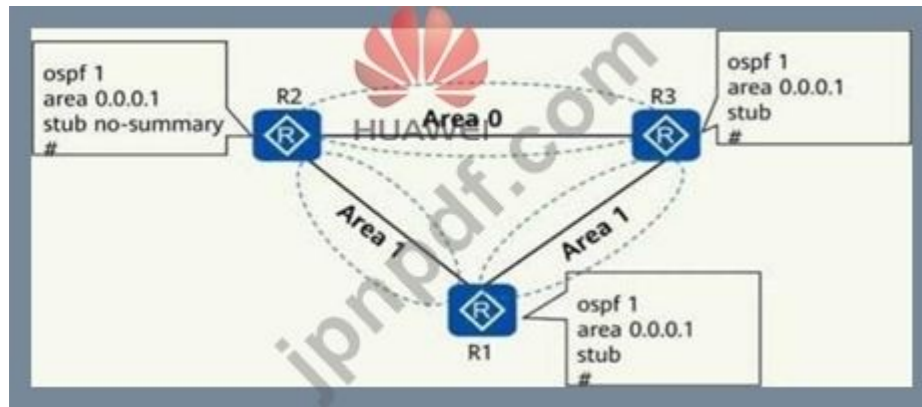 ospf 1
area 0.0.0.1
stub no-summary
#
R2
HUAWEI
Area 0
R3
ospf 1
area 0.0.0.1
stub
#
Area 1
Area 1
R
R
R
R1
ospf 1
area 0.0.0.1
stub
#
jpnpdf.com